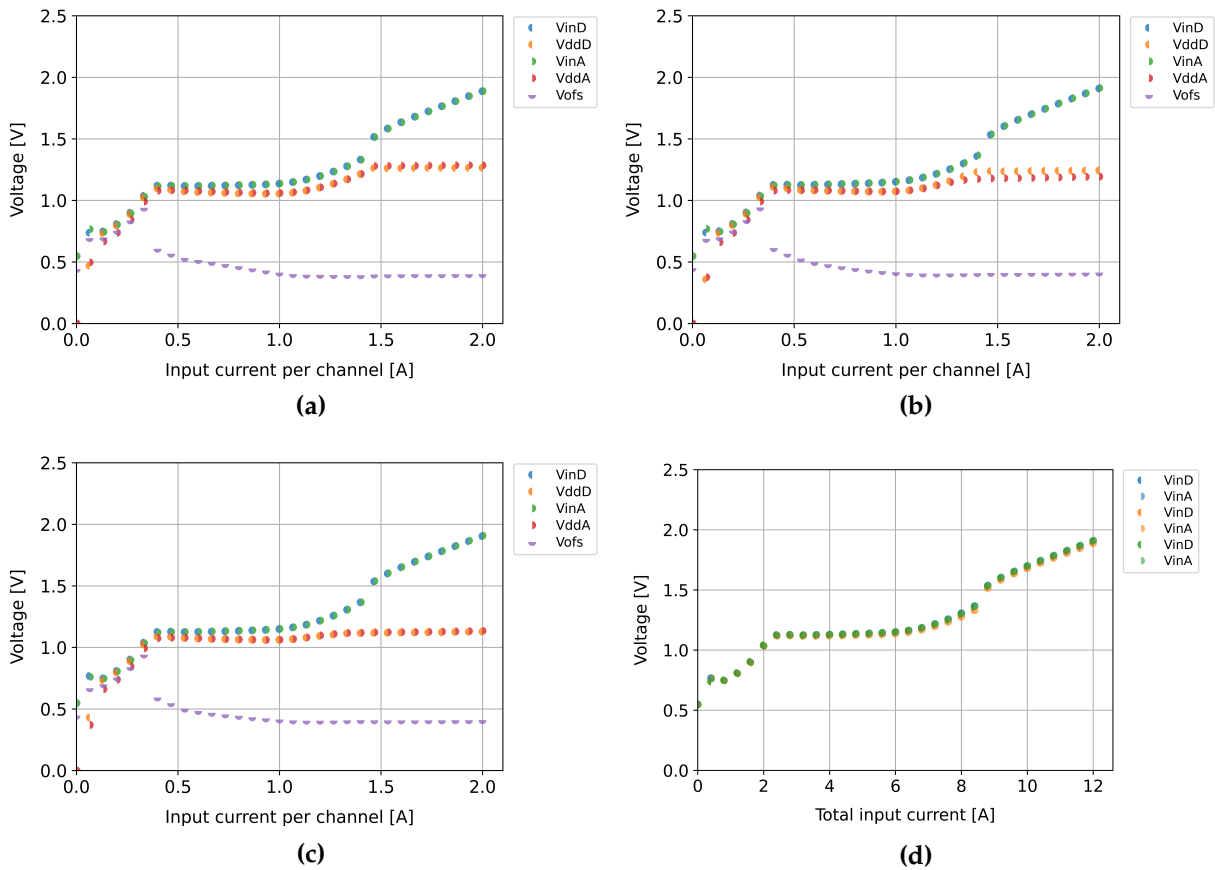 2.5
2.0
1.5
1.0
0.5
0.0
Voltage [V]
0.0 0.5 1.0 1.5 2.0
Input current per channel [A]
VinD
VddD
VinA
VddA
Vofs
(a)
2.5
2.0
1.5
1.0
0.5
0.0
Voltage [V]
0.0 0.5 1.0 1.5 2.0
Input current per channel [A]
VinD
VddD
VinA
VddA
Vofs
(b)
2.5
2.0
1.5
1.0
0.5
0.0
Voltage [V]
0.0 0.5 1.0 1.5 2.0
Input current per channel [A]
VinD
VddD
VinA
VddA
Vofs
(c)
2.5
2.0
1.5
1.0
0.5
0.0
Voltage [V]
0 2 4 6 8 10 12
Total input current [A]
VinD
VinA
VinD
VinA
VinD
VinA
(d)